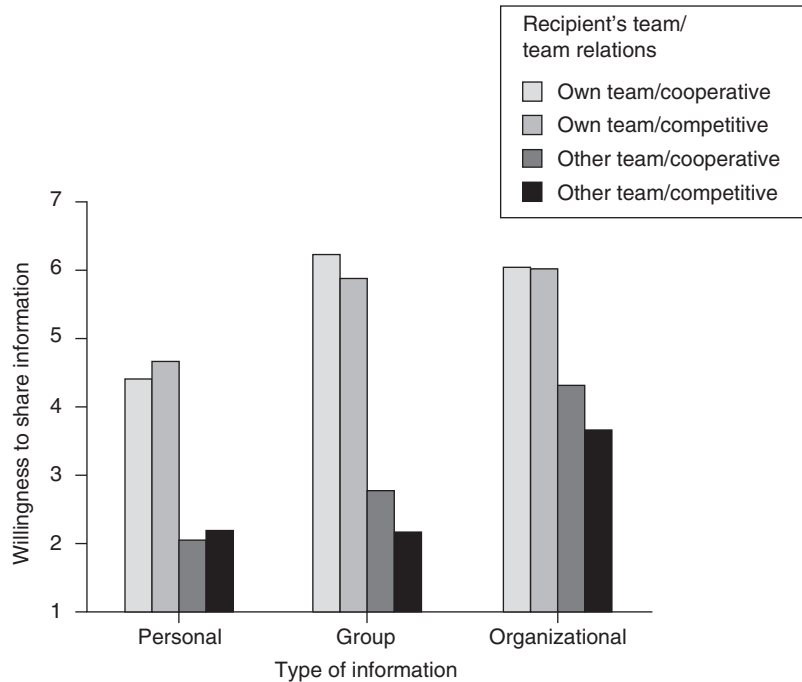 Recipient's team/
team relations
Own team/cooperative
Own team/competitive
Other team/cooperative
Other team/competitive
7
6
5
4
3
2
1
Willingness to share information
Personal
Group
Organizational
Type of information